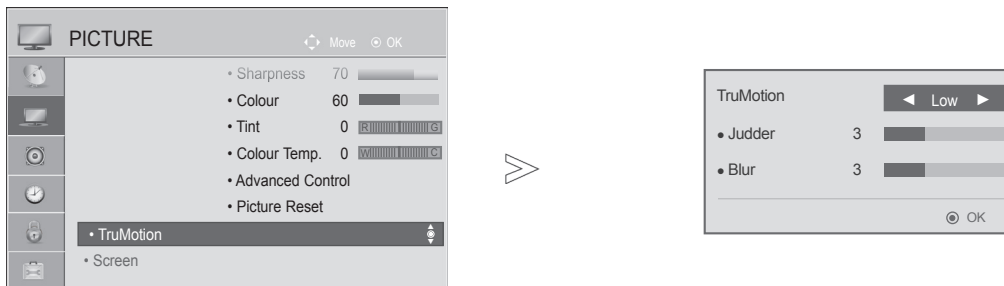 PICTURE Move OK
• Sharpness 70
• Colour 60
• Tint 0 R G
• Colour Temp. 0 W C
• Advanced Control
• Picture Reset
• TruMotion
• Screen
TruMotion ◄ Low ►
• Judder 3
• Blur 3
OK